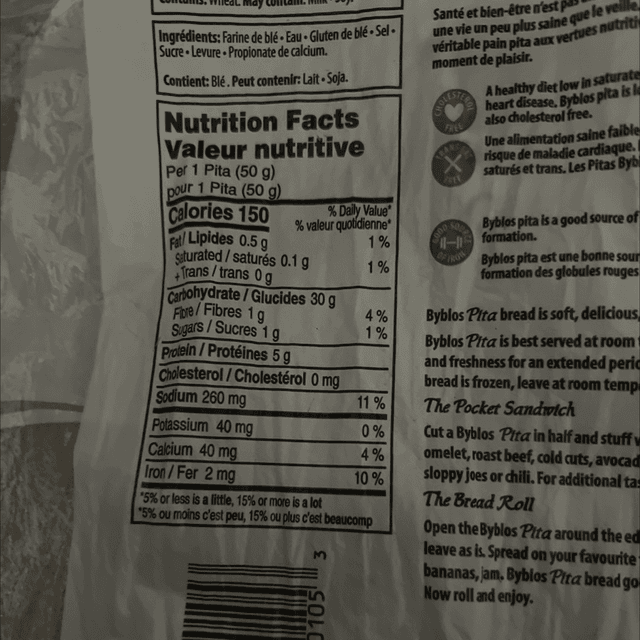 May contain:
Ingrédients: Farine de blé • Eau • Gluten de blé • Sel •
Sucre • Levure • Propionate de calcium.
Contient: Blé. Peut contenir: Lait • Soja.
Nutrition Facts
Valeur nutritive
Per 1 Pita (50 g)
pour 1 Pita (50 g)
Calories 150
% Daily Value*
% valeur quotidienne*
Fat / Lipides 0.5 g 1 %
Saturated / saturés 0.1 g
+ Trans / trans 0 g 1 %
Carbohydrate / Glucides 30 g
Fibre / Fibres 1 g 4 %
Sugars / Sucres 1 g 1 %
Protein / Protéines 5 g
Cholesterol / Cholestérol 0 mg
Sodium 260 mg 11 %
Potassium 40 mg 0 %
Calcium 40 mg 4 %
Iron / Fer 2 mg 10 %
*5% or less is a little, 15% or more is a lot
*5% ou moins c'est peu, 15% ou plus c'est beaucomp
0105 3
Santé et bien-être n'est pas
une vie un peu plus saine que le
véritable pain pita aux vertues
moment de plaisir.
A healthy diet low in
heart disease. Byblos pita is
also cholesterol free.
Une alimentation saine faible
risque de maladie cardiaque.
saturés et trans. Les Pitas
Byblos pita is a good source of
formation.
Byblos pita est une bonne
formation des globules rouges
Byblos Pita bread is soft, delicious,
Byblos Pita is best served at room
and freshness for an extended
bread is frozen, leave at room
The Pocket Sandwich
Cut a Byblos Pita in half and stuff
omelet, roast beef, cold cuts,
sloppy joes or chili. For additional
The Bread Roll
Open the Byblos Pita around the
leave as is. Spread on your favourite
bananas, jam. Byblos Pita bread
Now roll and enjoy.